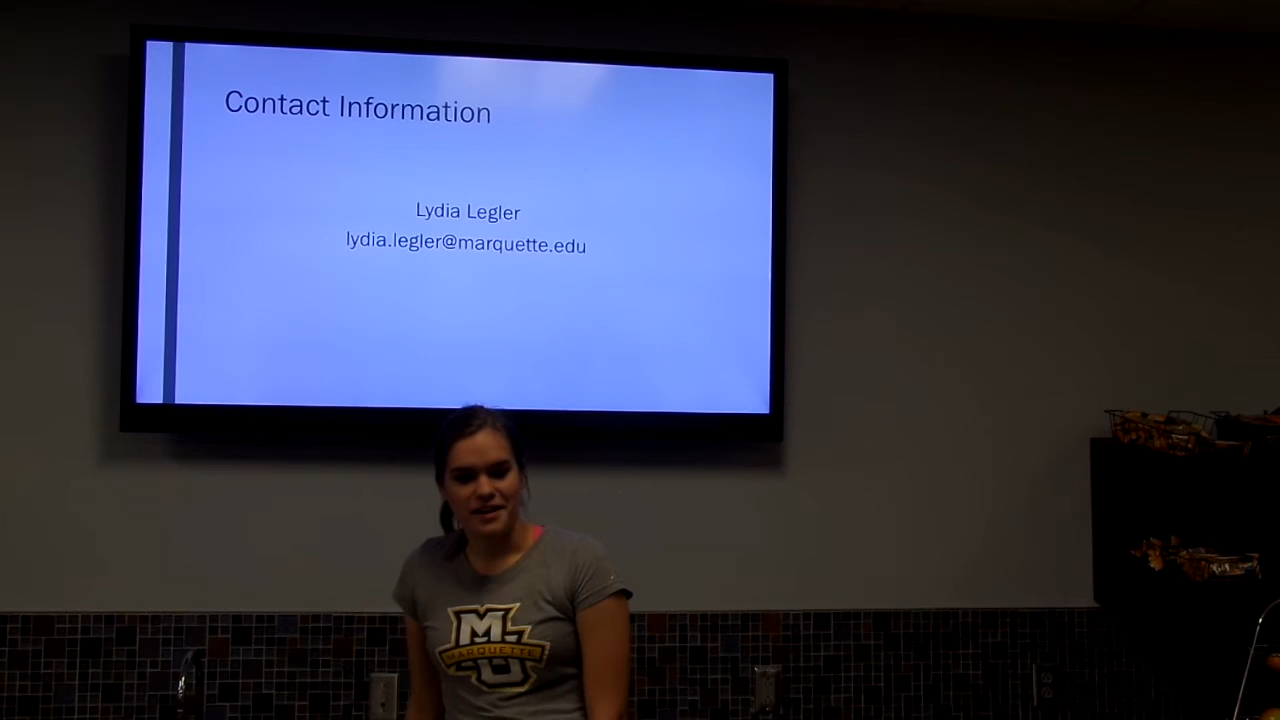 Contact Information
Lydia Legler
lydia.legler@marquette.edu
MU
MARQUETTE